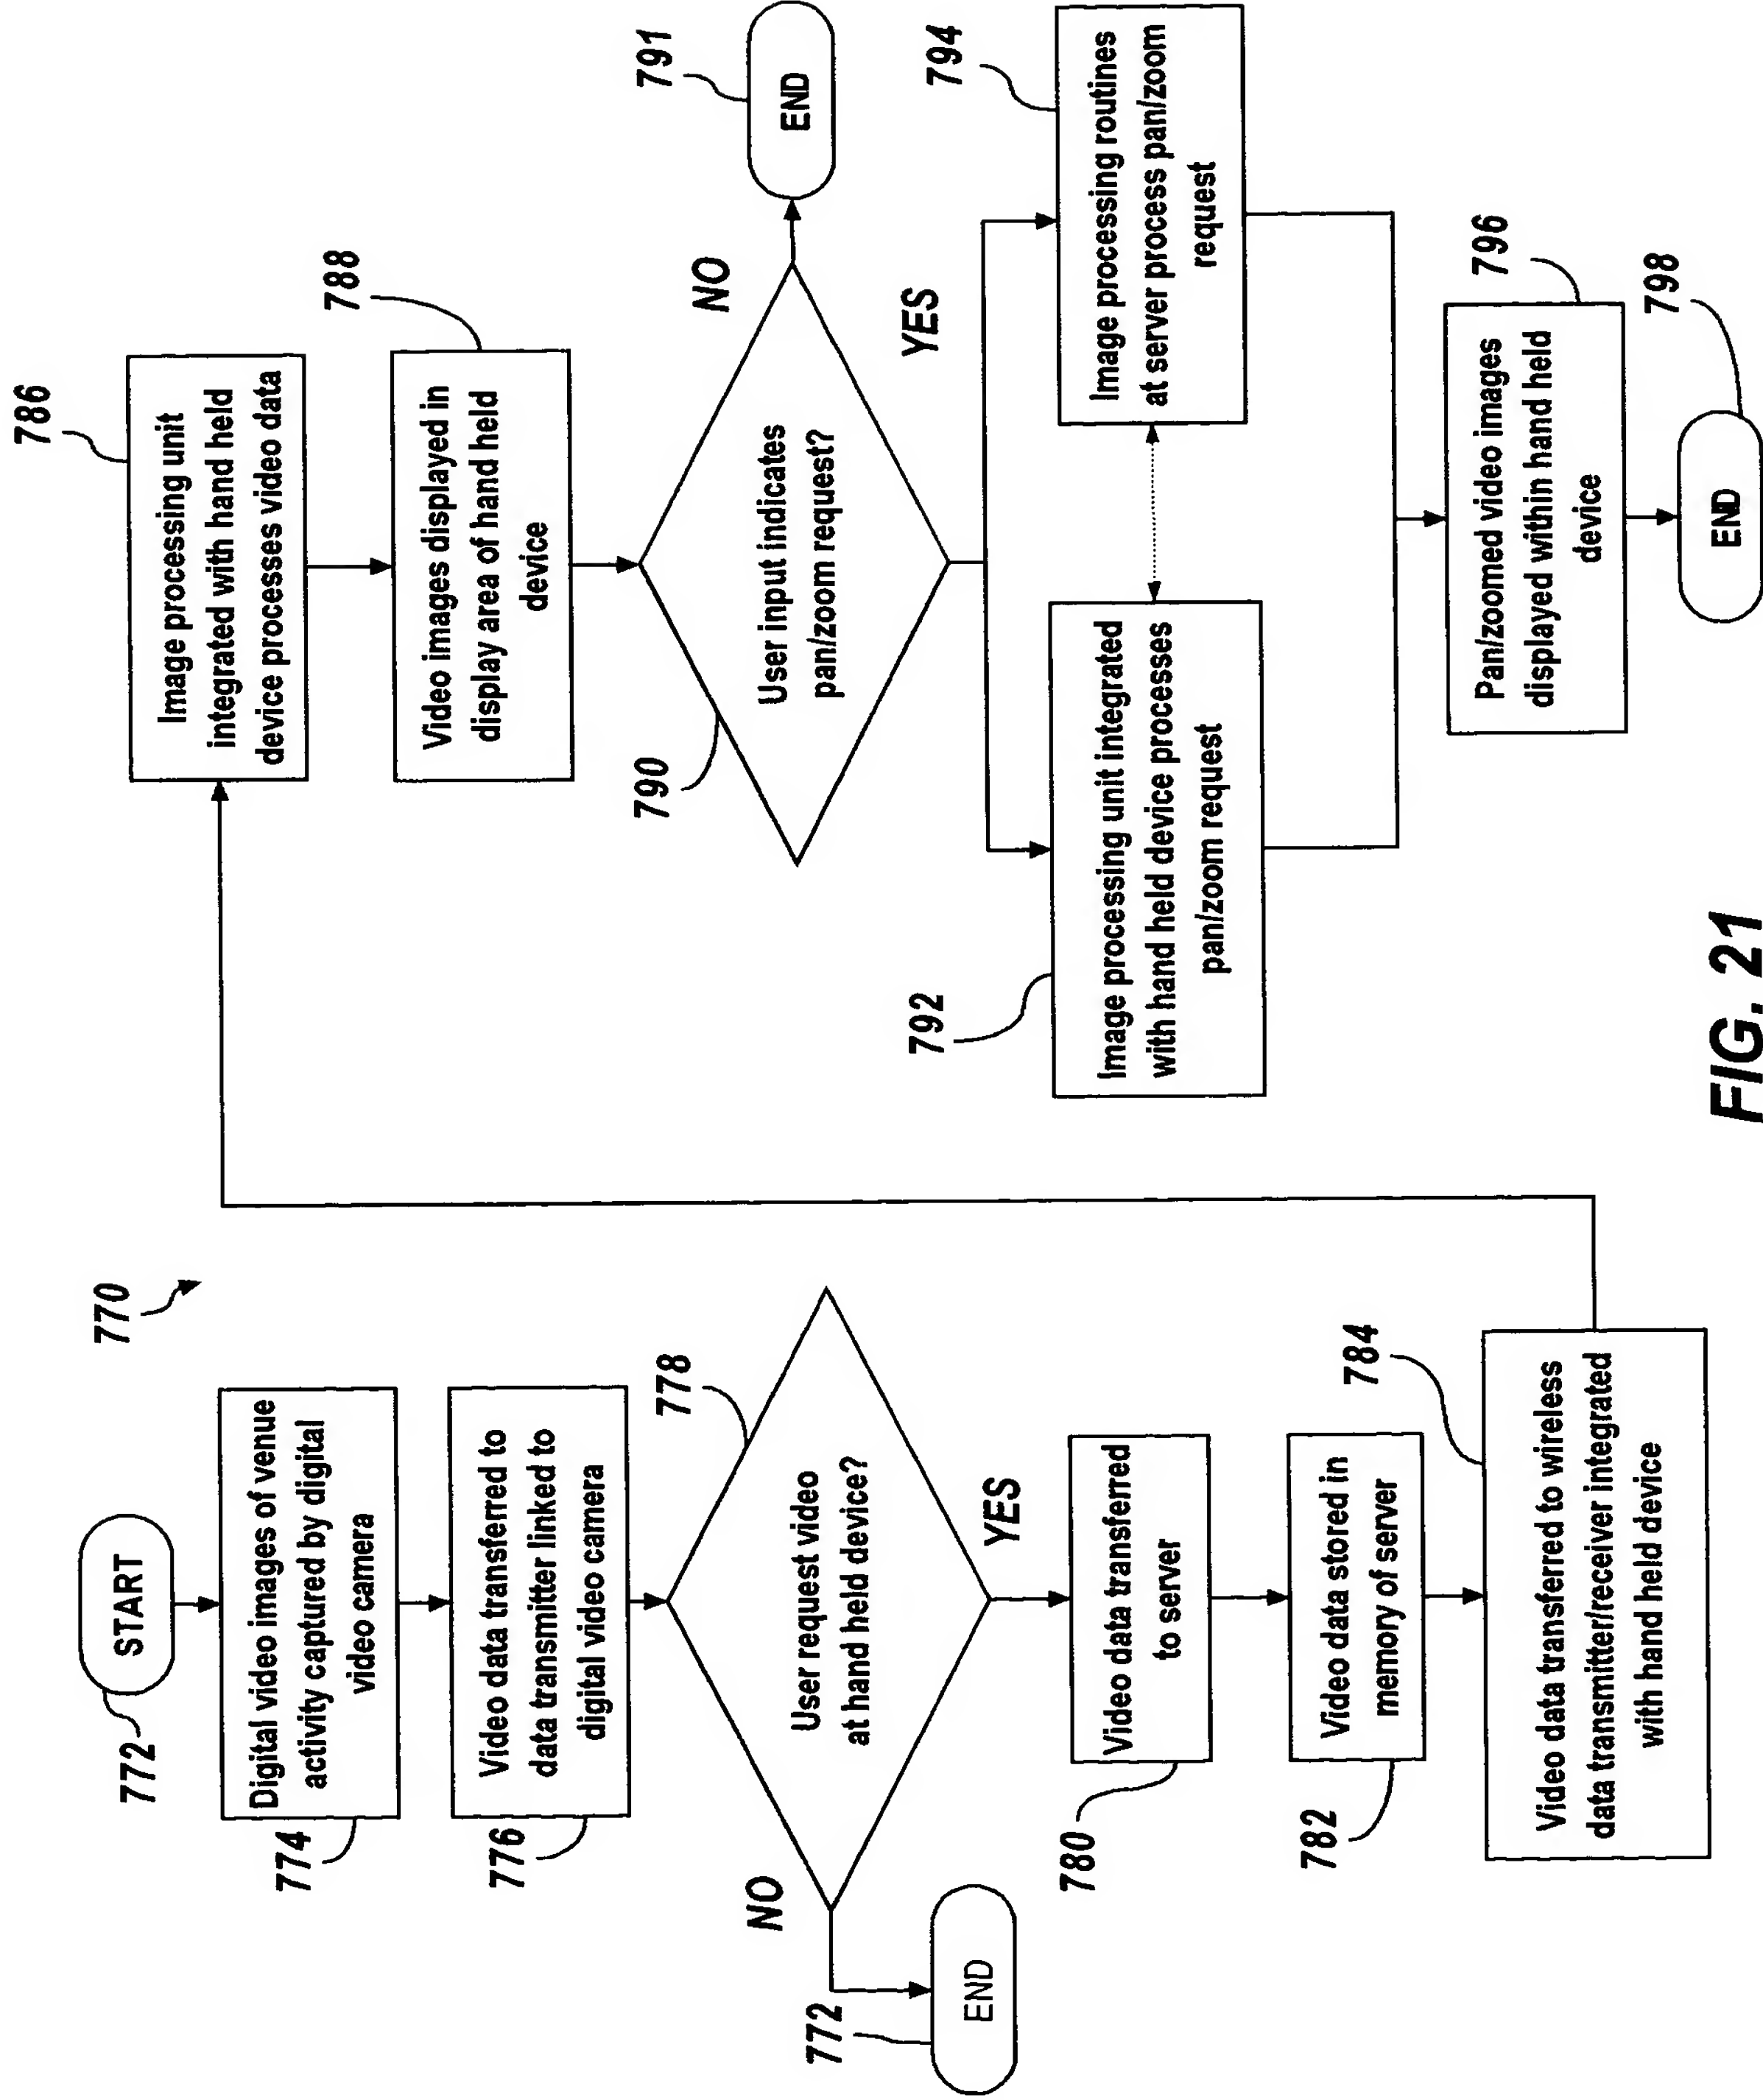 770
772
START
774
Digital video images of venue
activity captured by digital
video camera
776
Video data transferred to
data transmitter linked to
digital video camera
778
User request video
at hand held device?
NO
772
END
YES
780
Video data transferred
to server
782
Video data stored in
memory of server
784
Video data transferred to wireless
data transmitter/receiver integrated
with hand held device
786
Image processing unit
integrated with hand held
device processes video data
788
Video images displayed in
display area of hand held
device
790
User input indicates
pan/zoom request?
NO
791
END
YES
792
Image processing unit integrated
with hand held device processes
pan/zoom request
794
Image processing routines
at server process pan/zoom
request
796
Pan/zoomed video images
displayed within hand held
device
798
END
FIG. 21